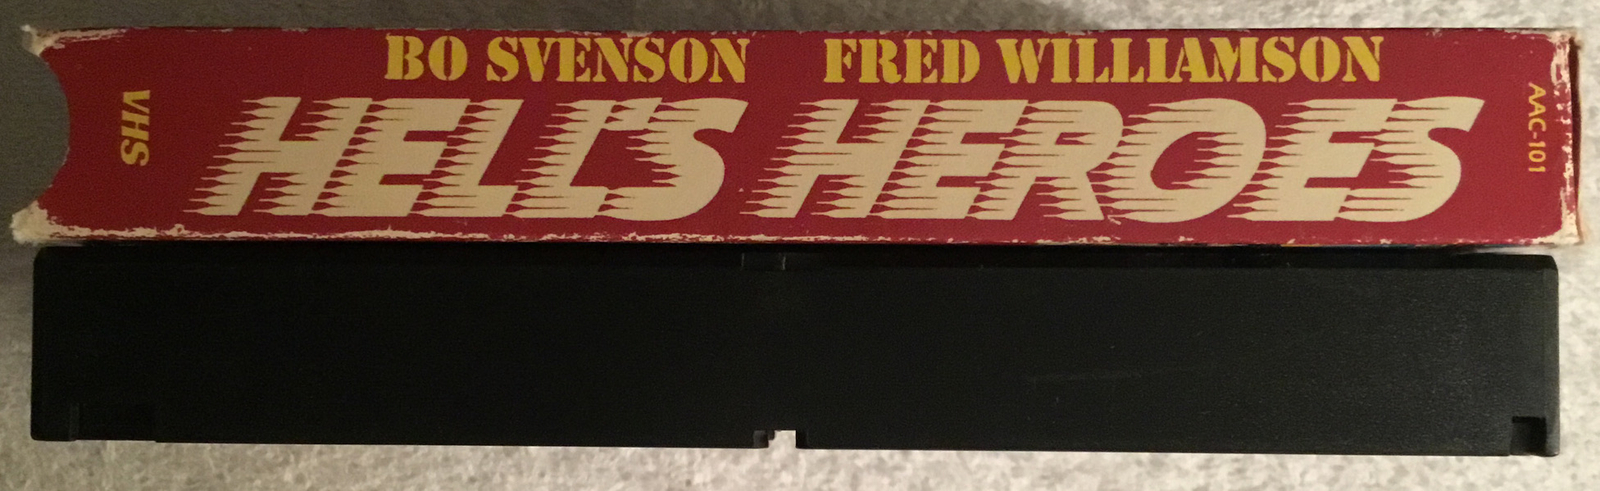 BO SVENSON FRED WILLIAMSON
VHS
HELL'S HEROES
AAC-101